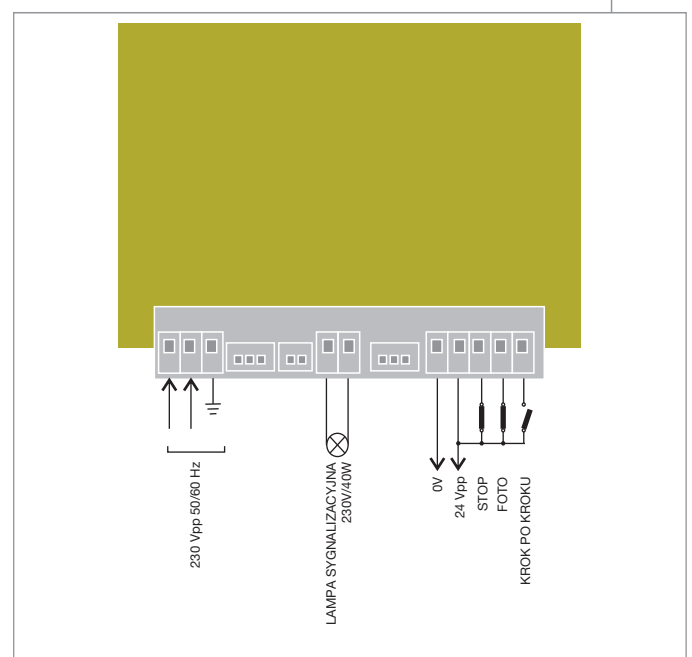 230 Vpp 50/60 Hz
LAMPA SYGNALIZACYJNA
230V/40W
0V
24 Vpp
STOP
FOTO
KROK PO KROKU